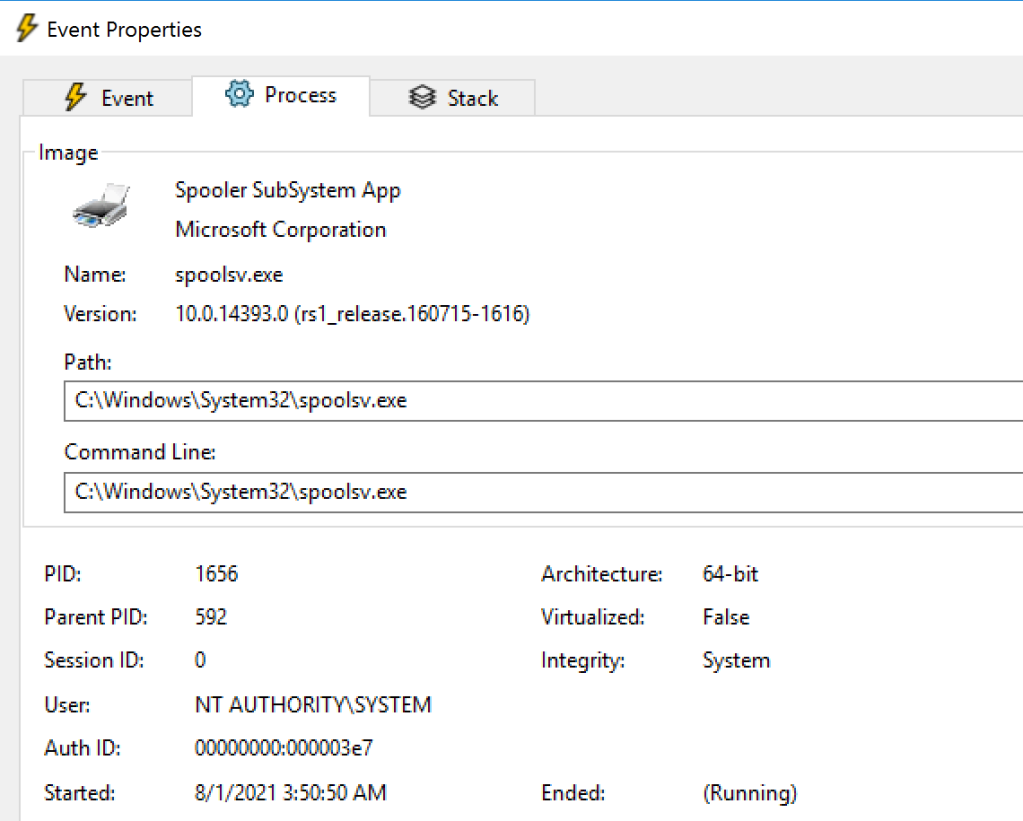 Event Properties
Event
Process
Stack
Image
Spooler SubSystem App
Microsoft Corporation
Name: spoolsv.exe
Version: 10.0.14393.0 (rs1_release.160715-1616)
Path:
C:\Windows\System32\spoolsv.exe
Command Line:
C:\Windows\System32\spoolsv.exe
PID: 1656 Architecture: 64-bit
Parent PID: 592 Virtualized: False
Session ID: 0 Integrity: System
User: NT AUTHORITY\SYSTEM
Auth ID: 00000000:000003e7
Started: 8/1/2021 3:50:50 AM Ended: (Running)